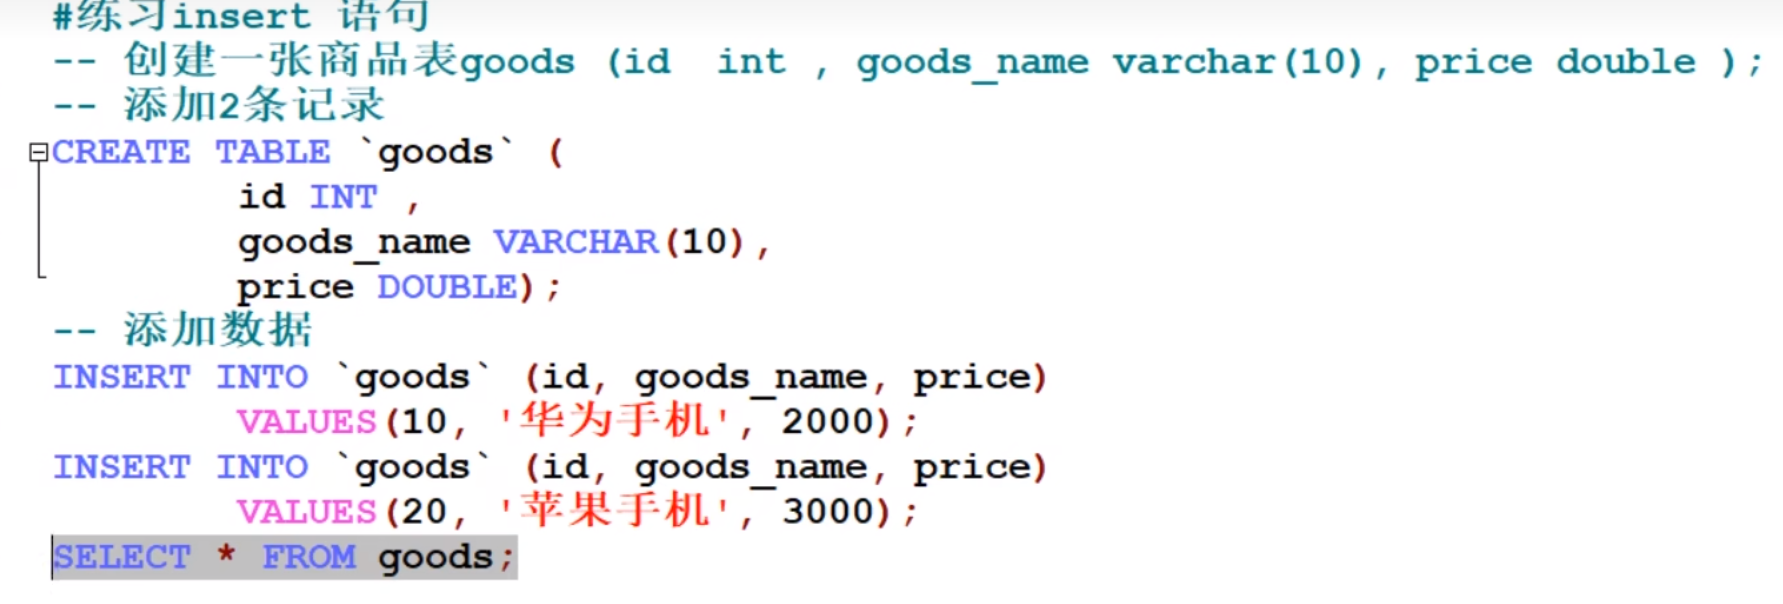 #练习insert 语句
-- 创建一张商品表goods (id  int , goods_name varchar(10), price double );
-- 添加2条记录
CREATE TABLE `goods` (
        id INT ,
        goods_name VARCHAR(10),
        price DOUBLE);
-- 添加数据
INSERT INTO `goods` (id, goods_name, price)
        VALUES(10, '华为手机', 2000);
INSERT INTO `goods` (id, goods_name, price)
        VALUES(20, '苹果手机', 3000);
SELECT * FROM goods;